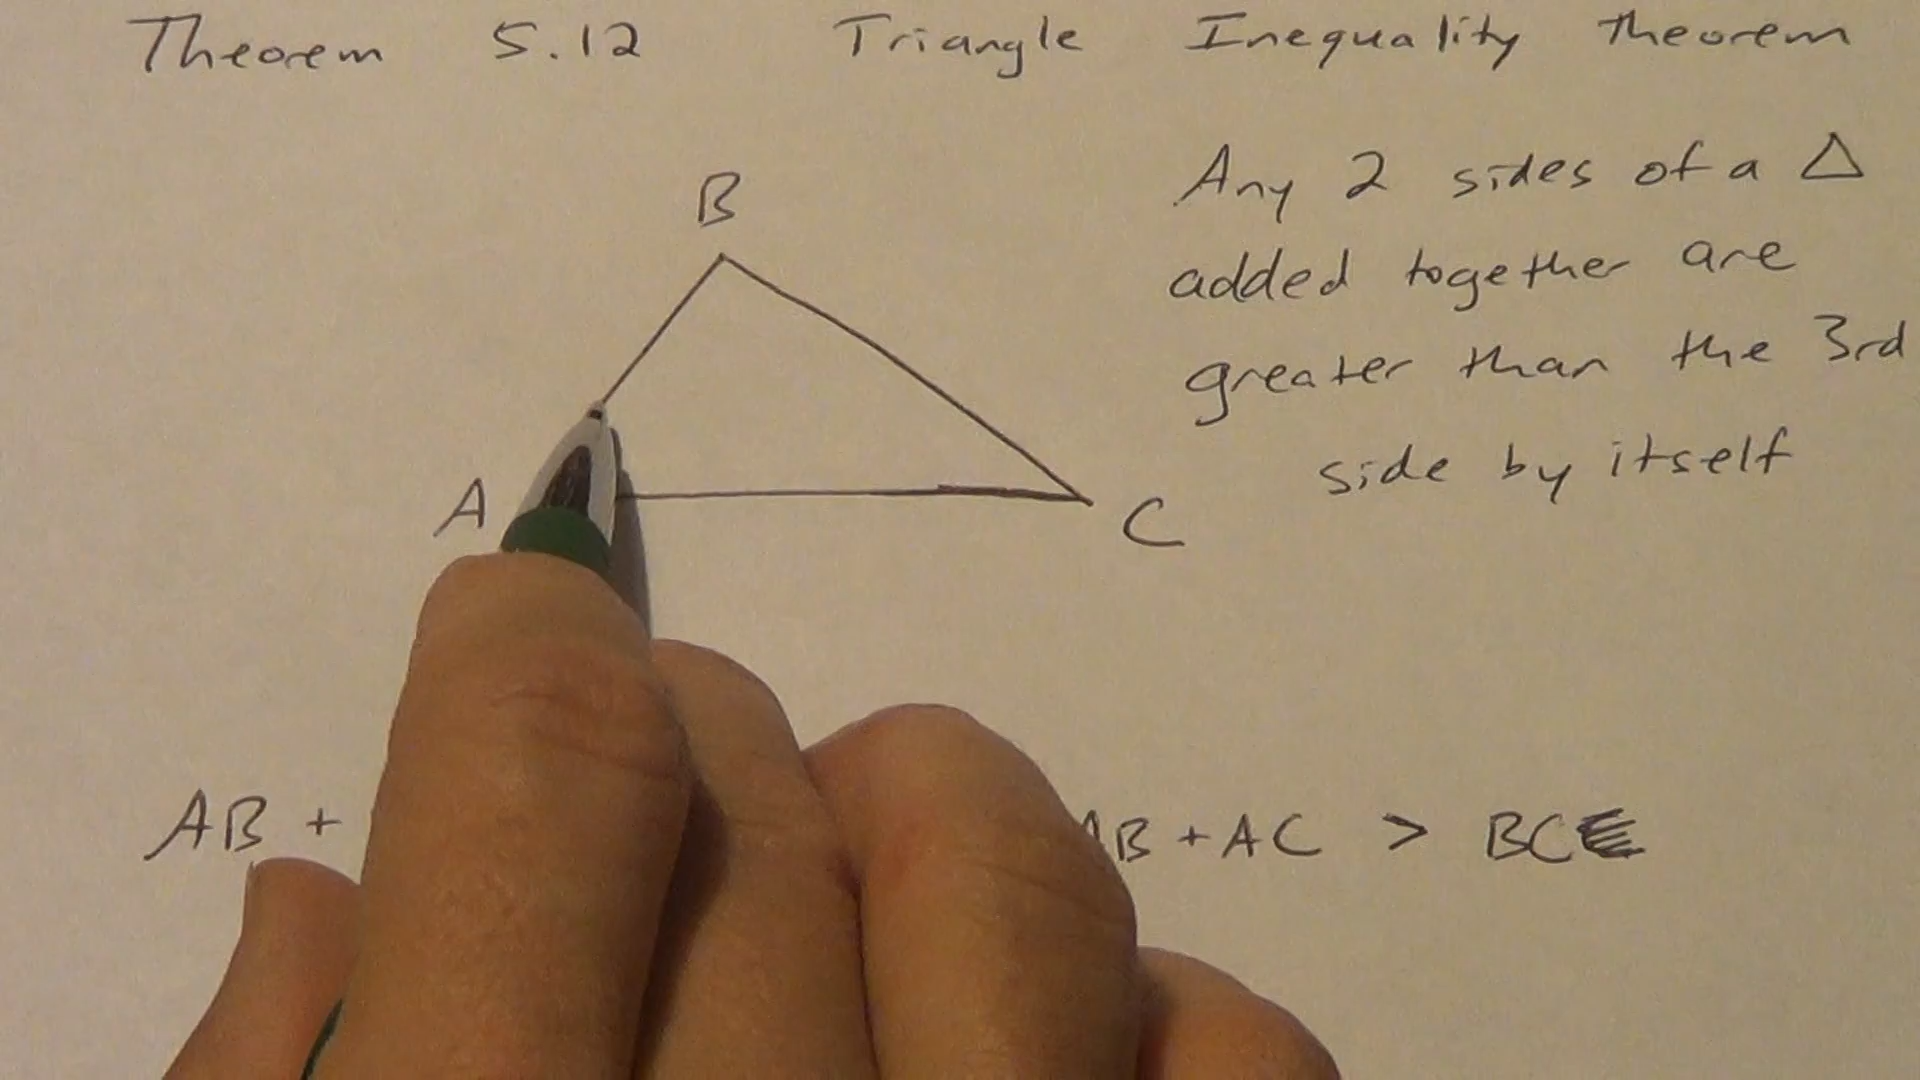 Theorem 5.12 Triangle Inequality Theorem
Any 2 sides of a △
added together are
greater than the 3rd
side by itself
B
A
C
AB + AB + AC > BC